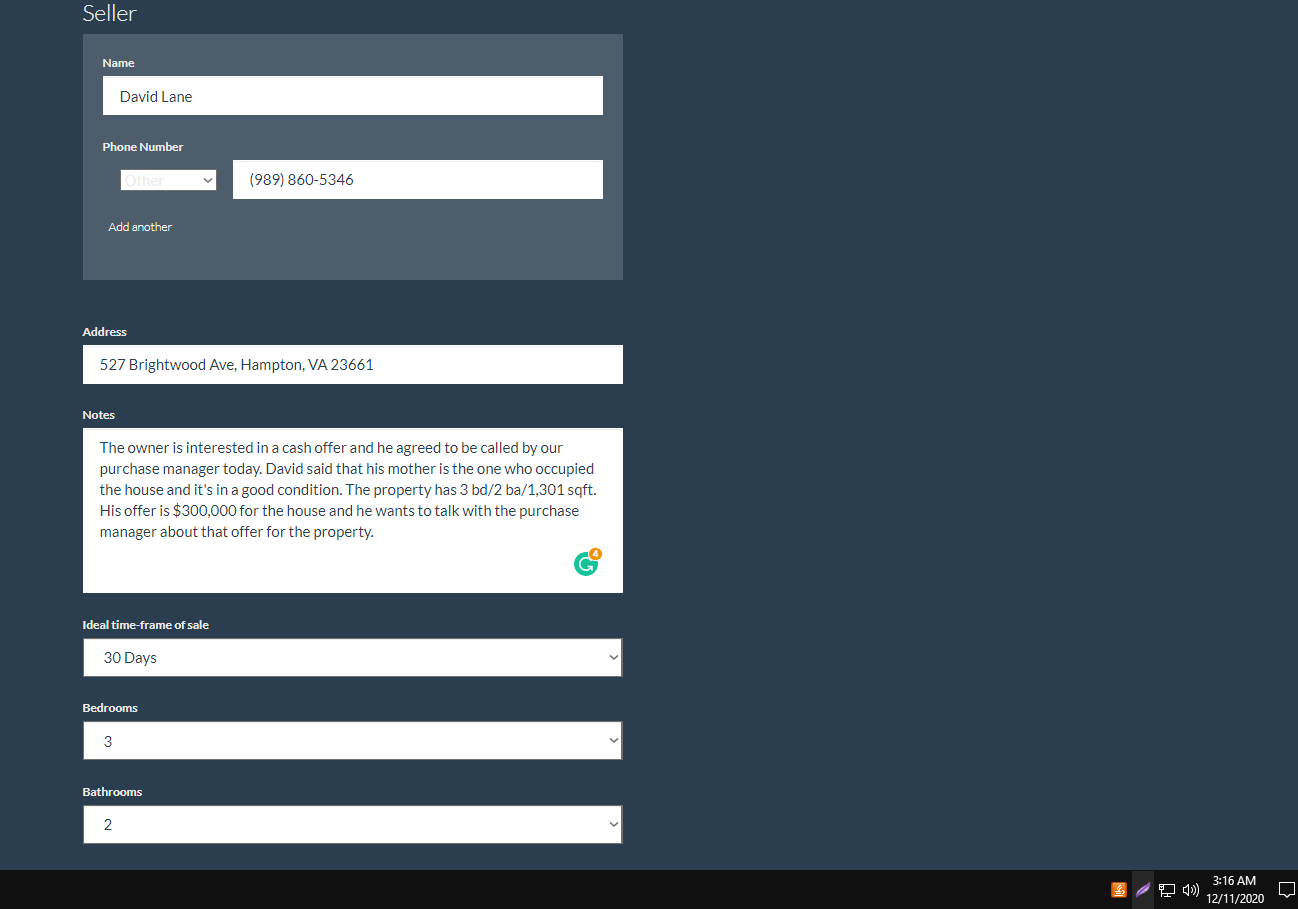 Seller
Name
David Lane
Phone Number
Other
(989) 860-5346
Add another
Address
527 Brightwood Ave, Hampton, VA 23661
Notes
The owner is interested in a cash offer and he agreed to be called by our
purchase manager today. David said that his mother is the one who occupied
the house and it's in a good condition. The property has 3 bd/2 ba/1,301 sqft.
His offer is $300,000 for the house and he wants to talk with the purchase
manager about that offer for the property.
4
Ideal time-frame of sale
30 Days
Bedrooms
3
Bathrooms
2
3:16 AM
12/11/2020